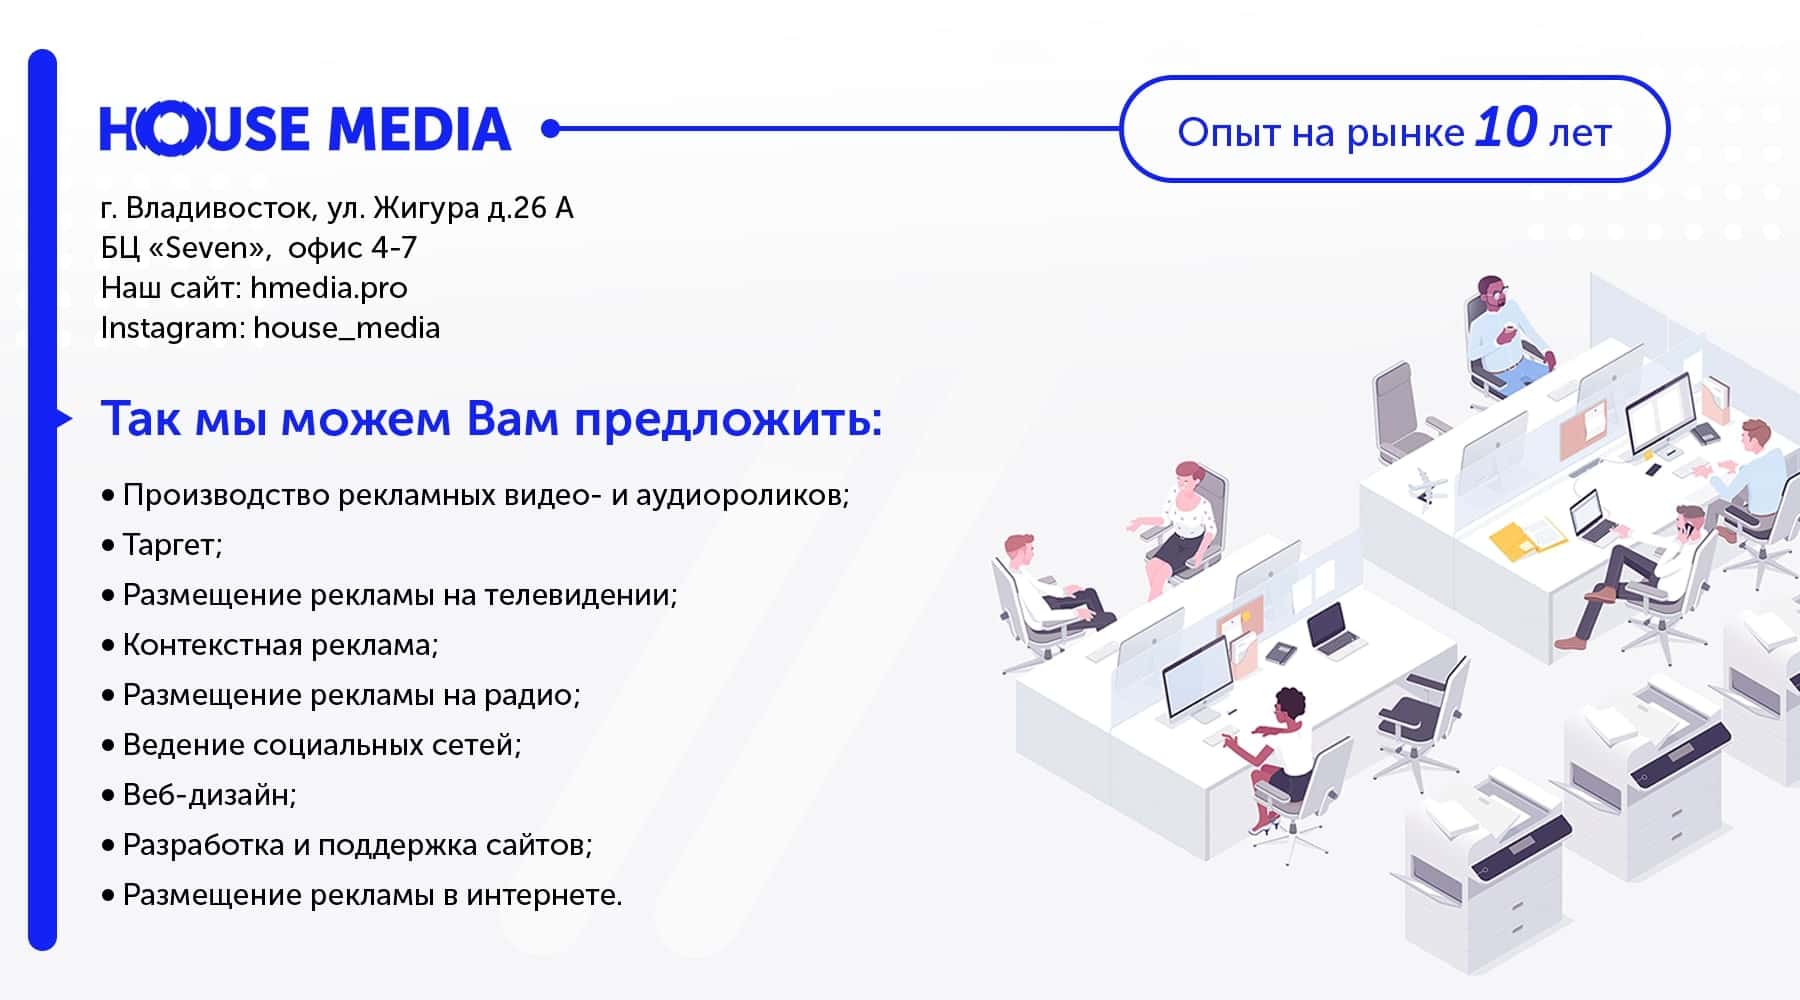 HOUSE MEDIA
Опыт на рынке 10 лет
г. Владивосток, ул. Жигура д.26 А
БЦ «Seven», офис 4-7
Наш сайт: hmedia.pro
Instagram: house_media
Так мы можем Вам предложить:
• Производство рекламных видео- и аудиороликов;
• Таргет;
• Размещение рекламы на телевидении;
• Контекстная реклама;
• Размещение рекламы на радио;
• Ведение социальных сетей;
• Веб-дизайн;
• Разработка и поддержка сайтов;
• Размещение рекламы в интернете.